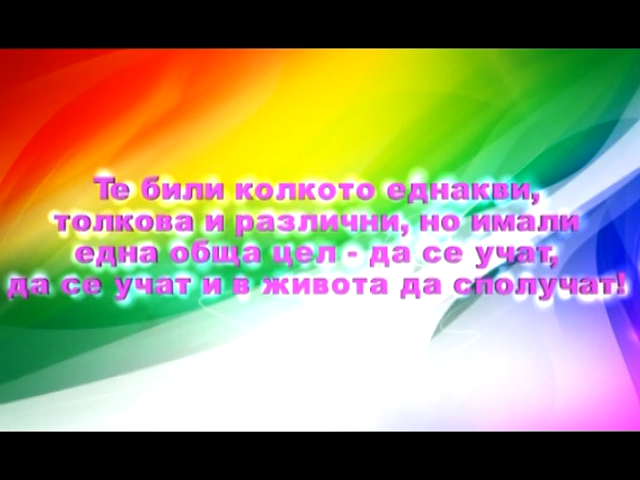 Те били колкото еднакви,
толкова и различни, но имали
една обща цел - да се учат,
да се учат и в живота да сполучат!